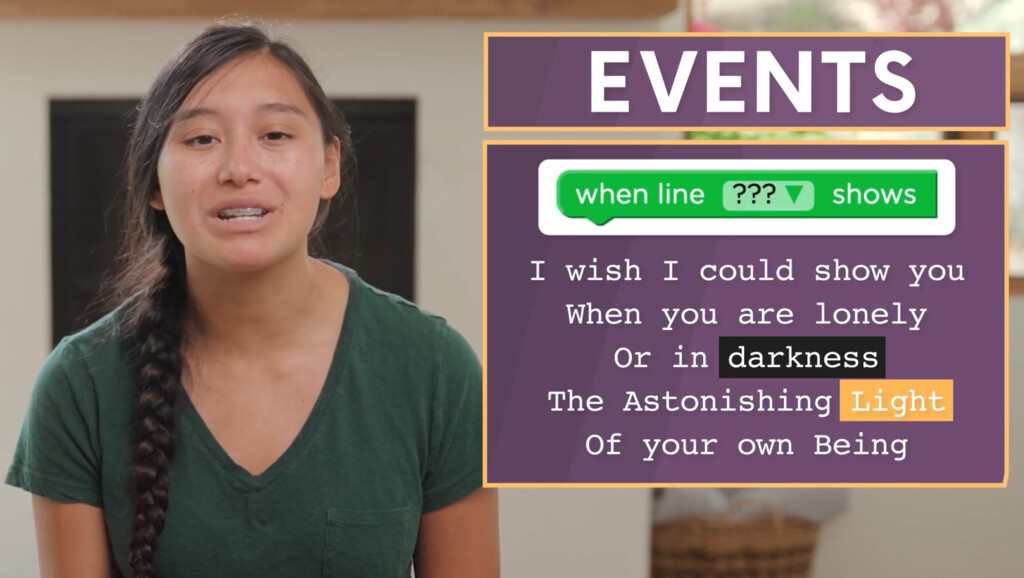 EVENTS
when line ??? ▼ shows
I wish I could show you
When you are lonely
Or in darkness
The Astonishing Light
Of your own Being